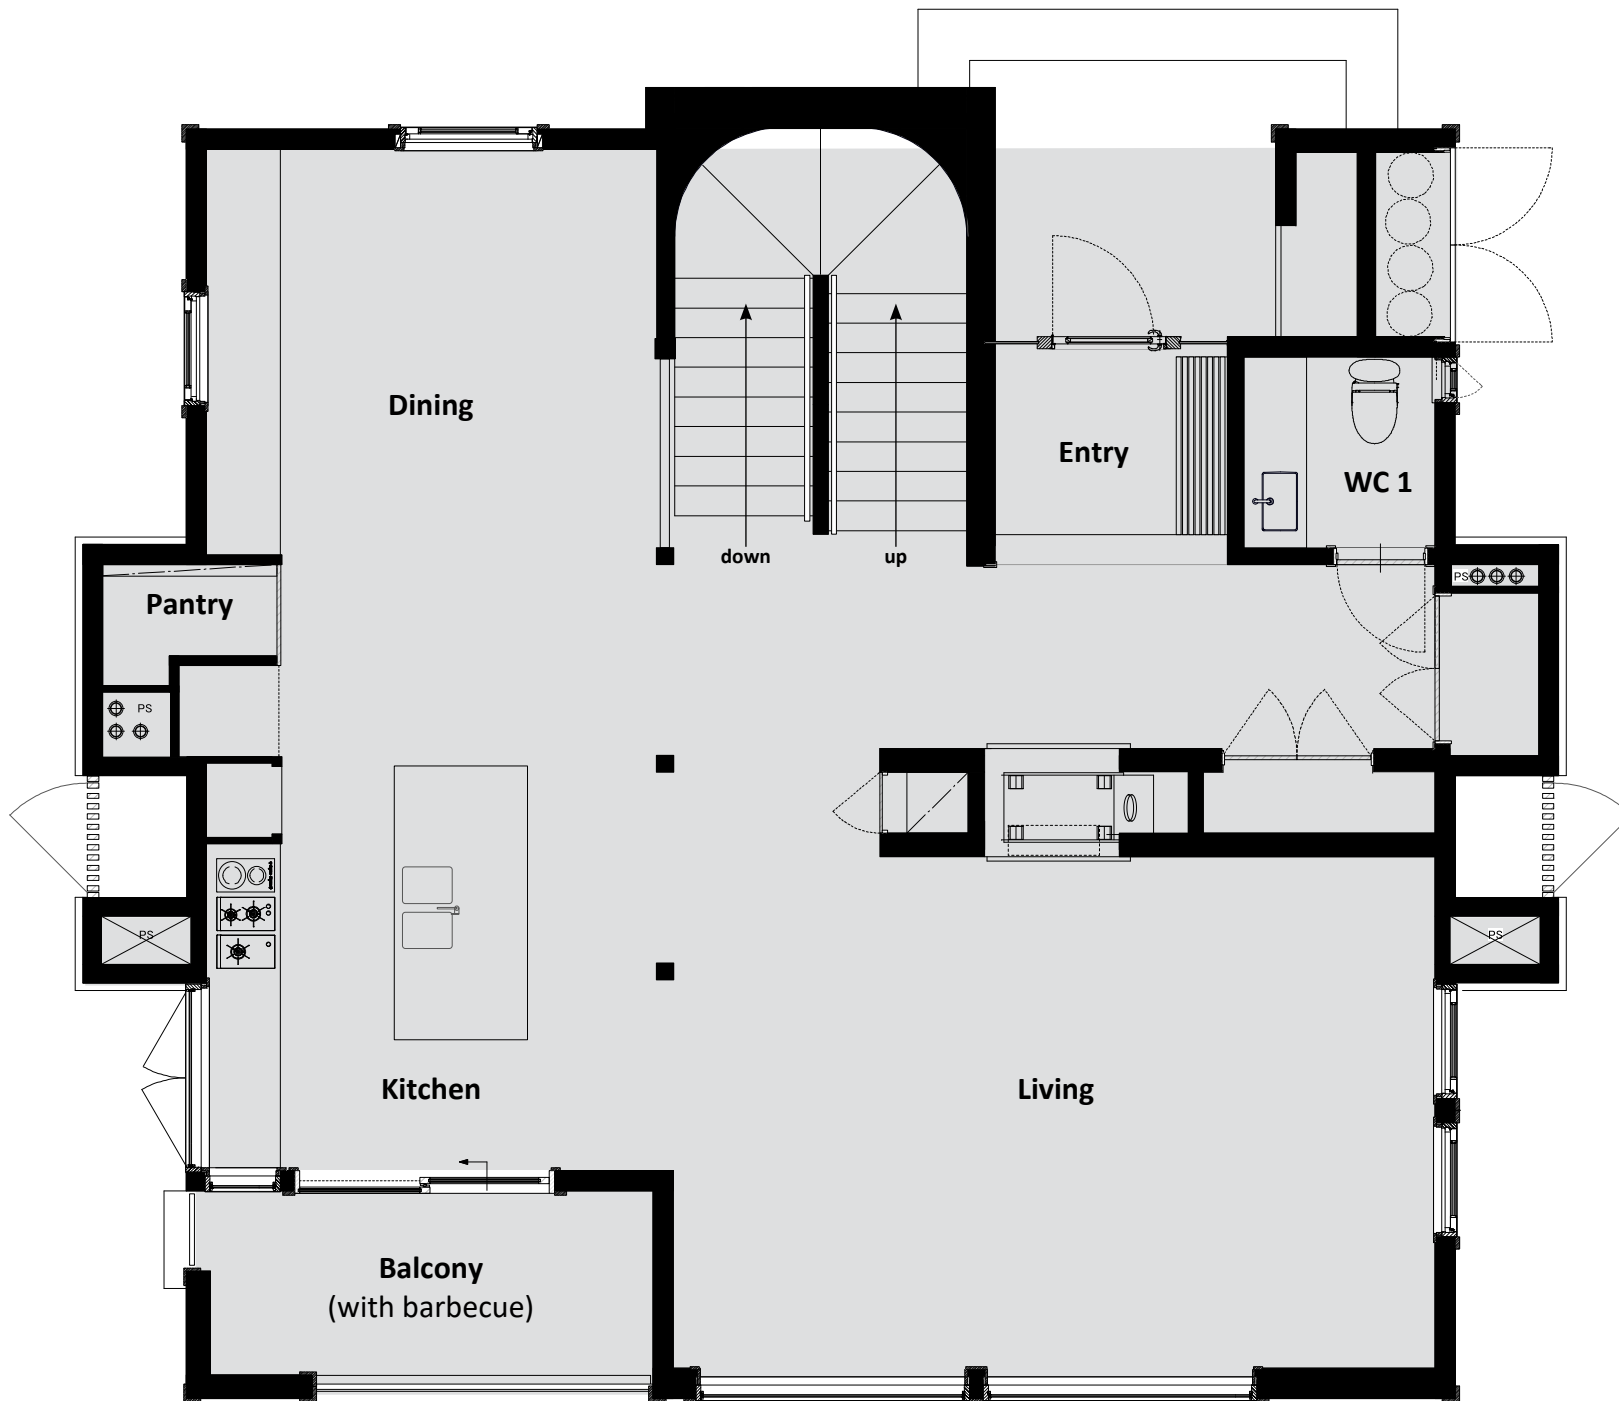 Dining
Entry
WC 1
down
up
Pantry
PS
PS
PS
PS
Kitchen
Living
Balcony
(with barbecue)